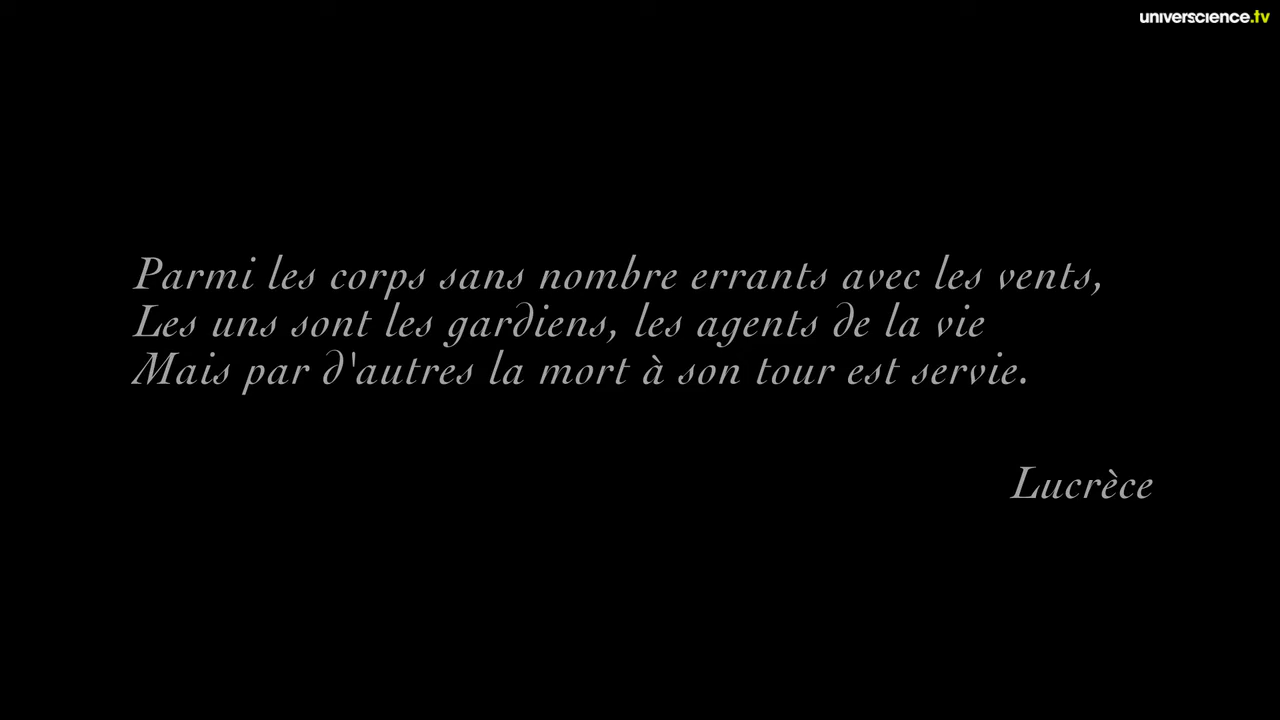 universcience.tv
Parmi les corps sans nombre errants avec les vents,
Les uns sont les gardiens, les agents de la vie
Mais par d'autres la mort à son tour est servie.
Lucrèce